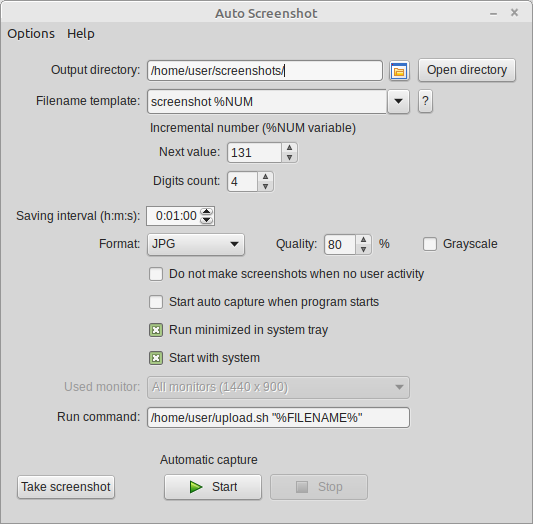 Auto Screenshot
Options Help
Output directory: /home/user/screenshots/ Open directory
Filename template: screenshot %NUM ?
Incremental number (%NUM variable)
Next value: 131
Digits count: 4
Saving interval (h:m:s): 0:01:00
Format: JPG Quality: 80 % Grayscale
Do not make screenshots when no user activity
Start auto capture when program starts
Run minimized in system tray
Start with system
Used monitor: All monitors (1440 x 900)
Run command: /home/user/upload.sh "%FILENAME%"
Automatic capture
Take screenshot Start Stop